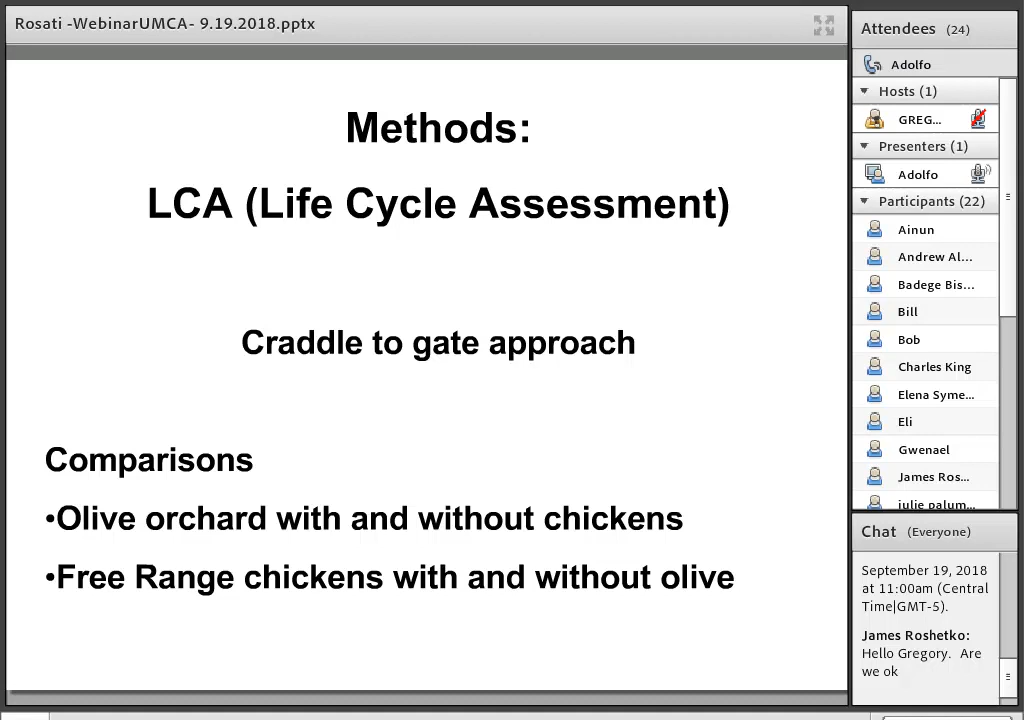 Rosati -WebinarUMCA- 9.19.2018.pptx
Methods:
LCA (Life Cycle Assessment)
Craddle to gate approach
Comparisons
•Olive orchard with and without chickens
•Free Range chickens with and without olive
Attendees (24)
Adolfo
Hosts (1)
GREG...
Presenters (1)
Adolfo
Participants (22)
Ainun
Andrew Al...
Badege Bis...
Bill
Bob
Charles King
Elena Syme...
Eli
Gwenael
James Ros...
julie palum...
Chat (Everyone)
September 19, 2018
at 11:00am (Central
Time|GMT-5).
James Roshetko:
Hello Gregory. Are
we ok